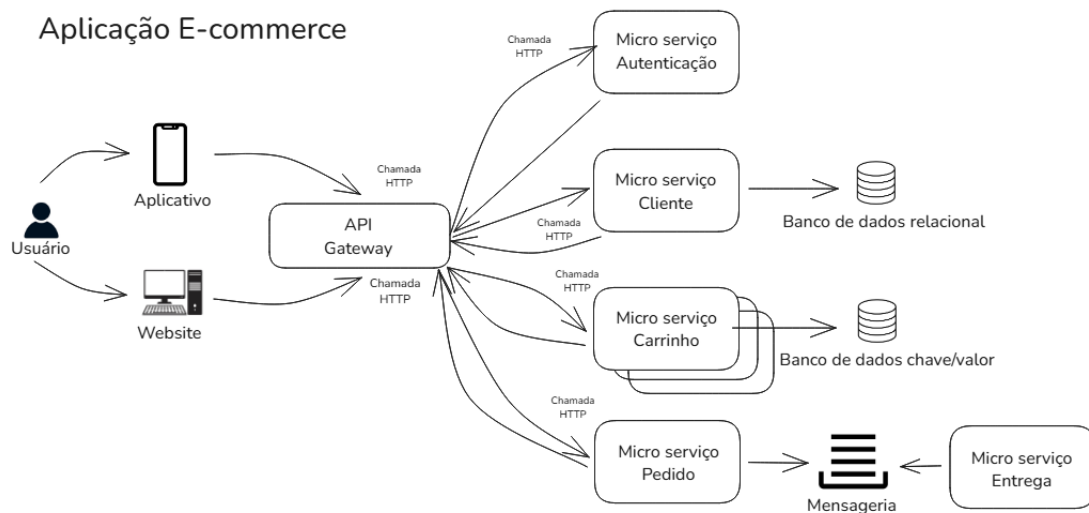 Aplicação E-commerce
Chamada
HTTP
Micro serviço
Autenticação
Aplicativo
Chamada
HTTP
Usuário
API
Gateway
Micro serviço
Cliente
Chamada
HTTP
Banco de dados relacional
Website
Chamada
HTTP
Chamada
HTTP
Micro serviço
Carrinho
Banco de dados chave/valor
Chamada
HTTP
Micro serviço
Pedido
Mensageria
Micro serviço
Entrega